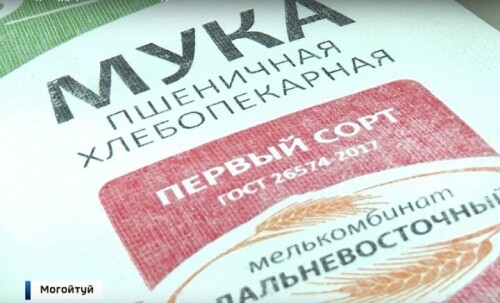 МУКА
ПШЕНИЧНАЯ
ХЛЕБОПЕКАРНАЯ
ПЕРВЫЙ СОРТ
ГОСТ 26574-2017
мелькомбинат
ДАЛЬНЕВОСТОЧНЫЙ
Могойтуй